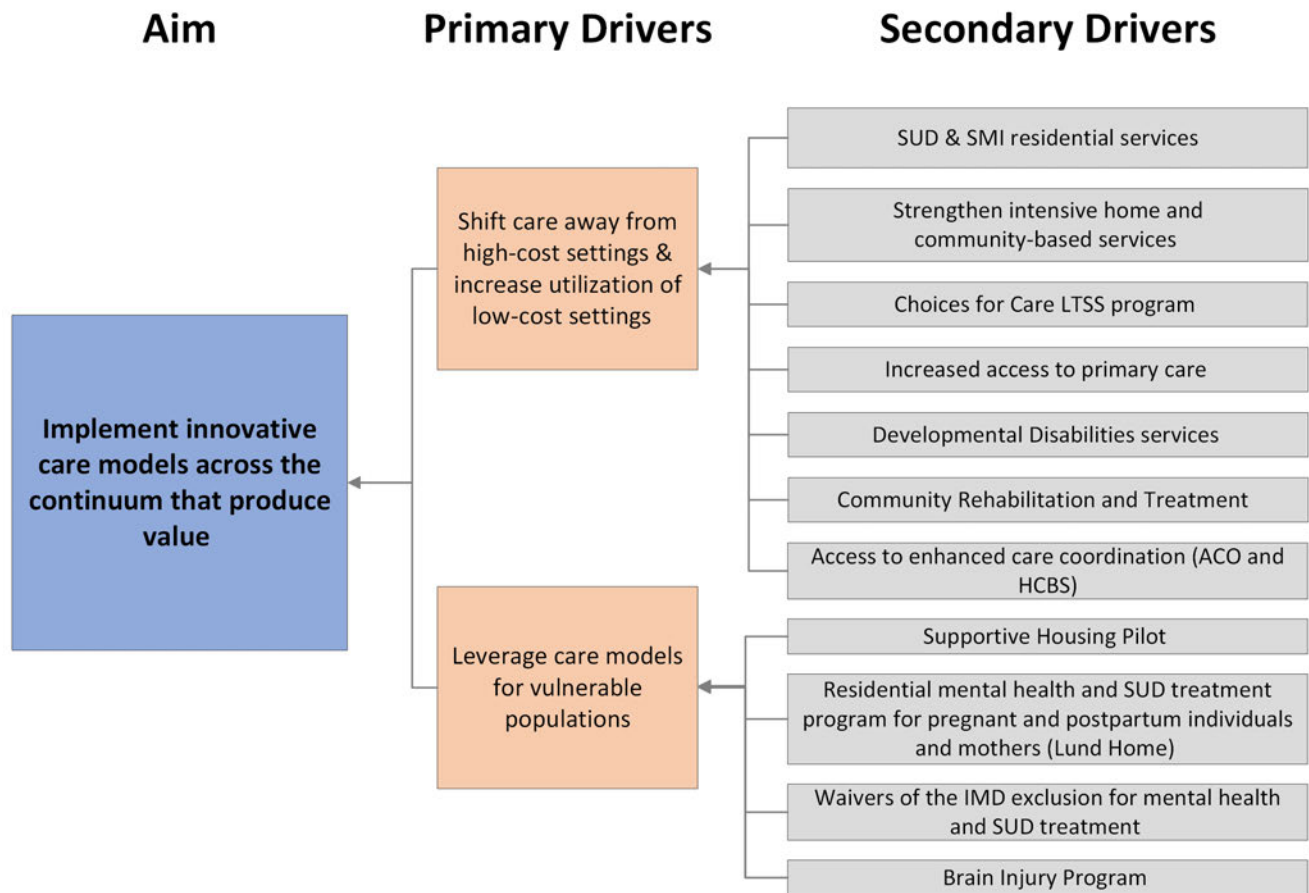 Aim
Primary Drivers
Secondary Drivers
Implement innovative
care models across the
continuum that produce
value
Shift care away from
high-cost settings &
increase utilization of
low-cost settings
SUD & SMI residential services
Strengthen intensive home and
community-based services
Choices for Care LTSS program
Increased access to primary care
Developmental Disabilities services
Community Rehabilitation and Treatment
Access to enhanced care coordination (ACO and
HCBS)
Leverage care models
for vulnerable
populations
Supportive Housing Pilot
Residential mental health and SUD treatment
program for pregnant and postpartum individuals
and mothers (Lund Home)
Waivers of the IMD exclusion for mental health
and SUD treatment
Brain Injury Program